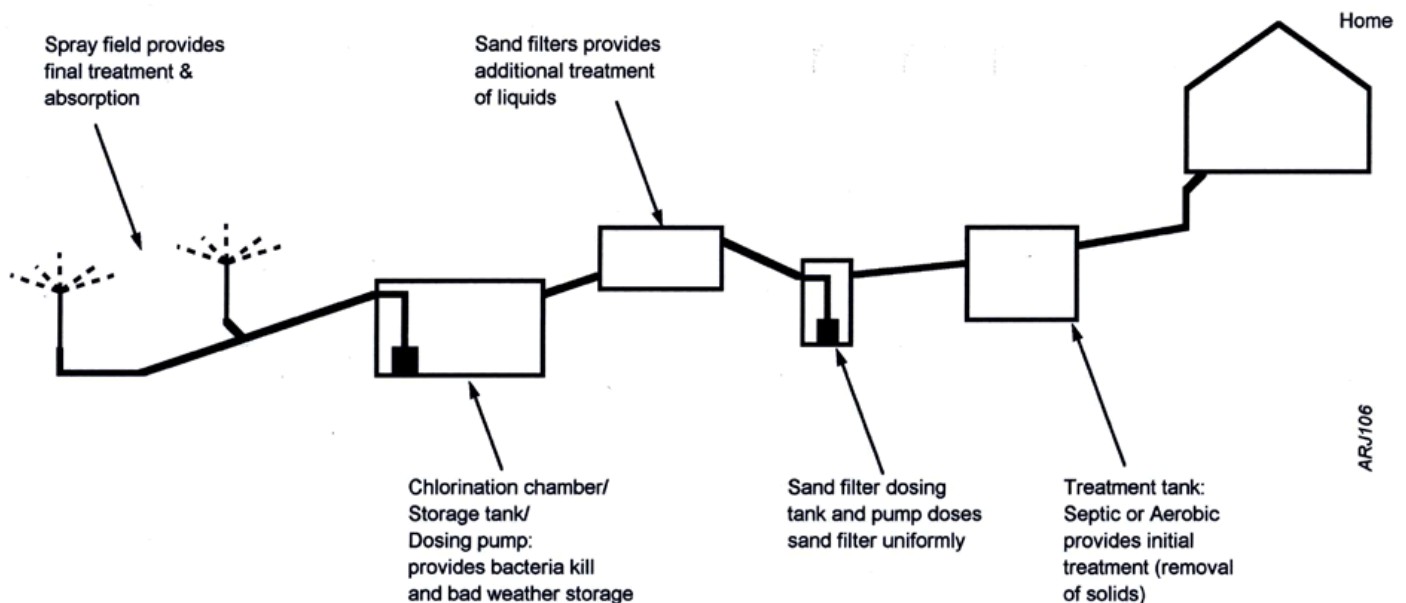 Home
Spray field provides
final treatment &
absorption
Sand filters provides
additional treatment
of liquids
Chlorination chamber/
Storage tank/
Dosing pump:
provides bacteria kill
and bad weather storage
Sand filter dosing
tank and pump doses
sand filter uniformly
Treatment tank:
Septic or Aerobic
provides initial
treatment (removal
of solids)
ARJ106